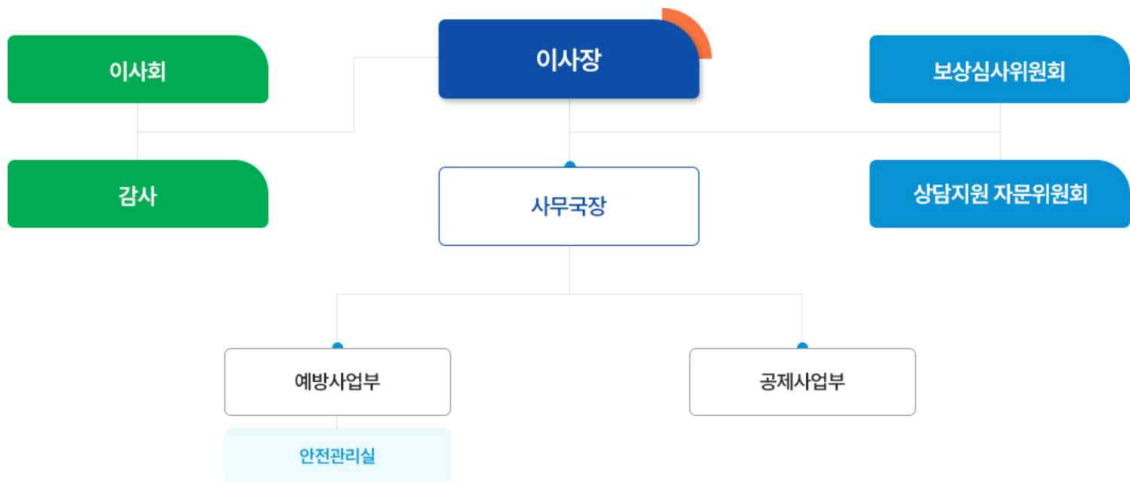 이사장
이사회
보상심사위원회
감사
사무국장
상담지원 자문위원회
예방사업부
공제사업부
안전관리실